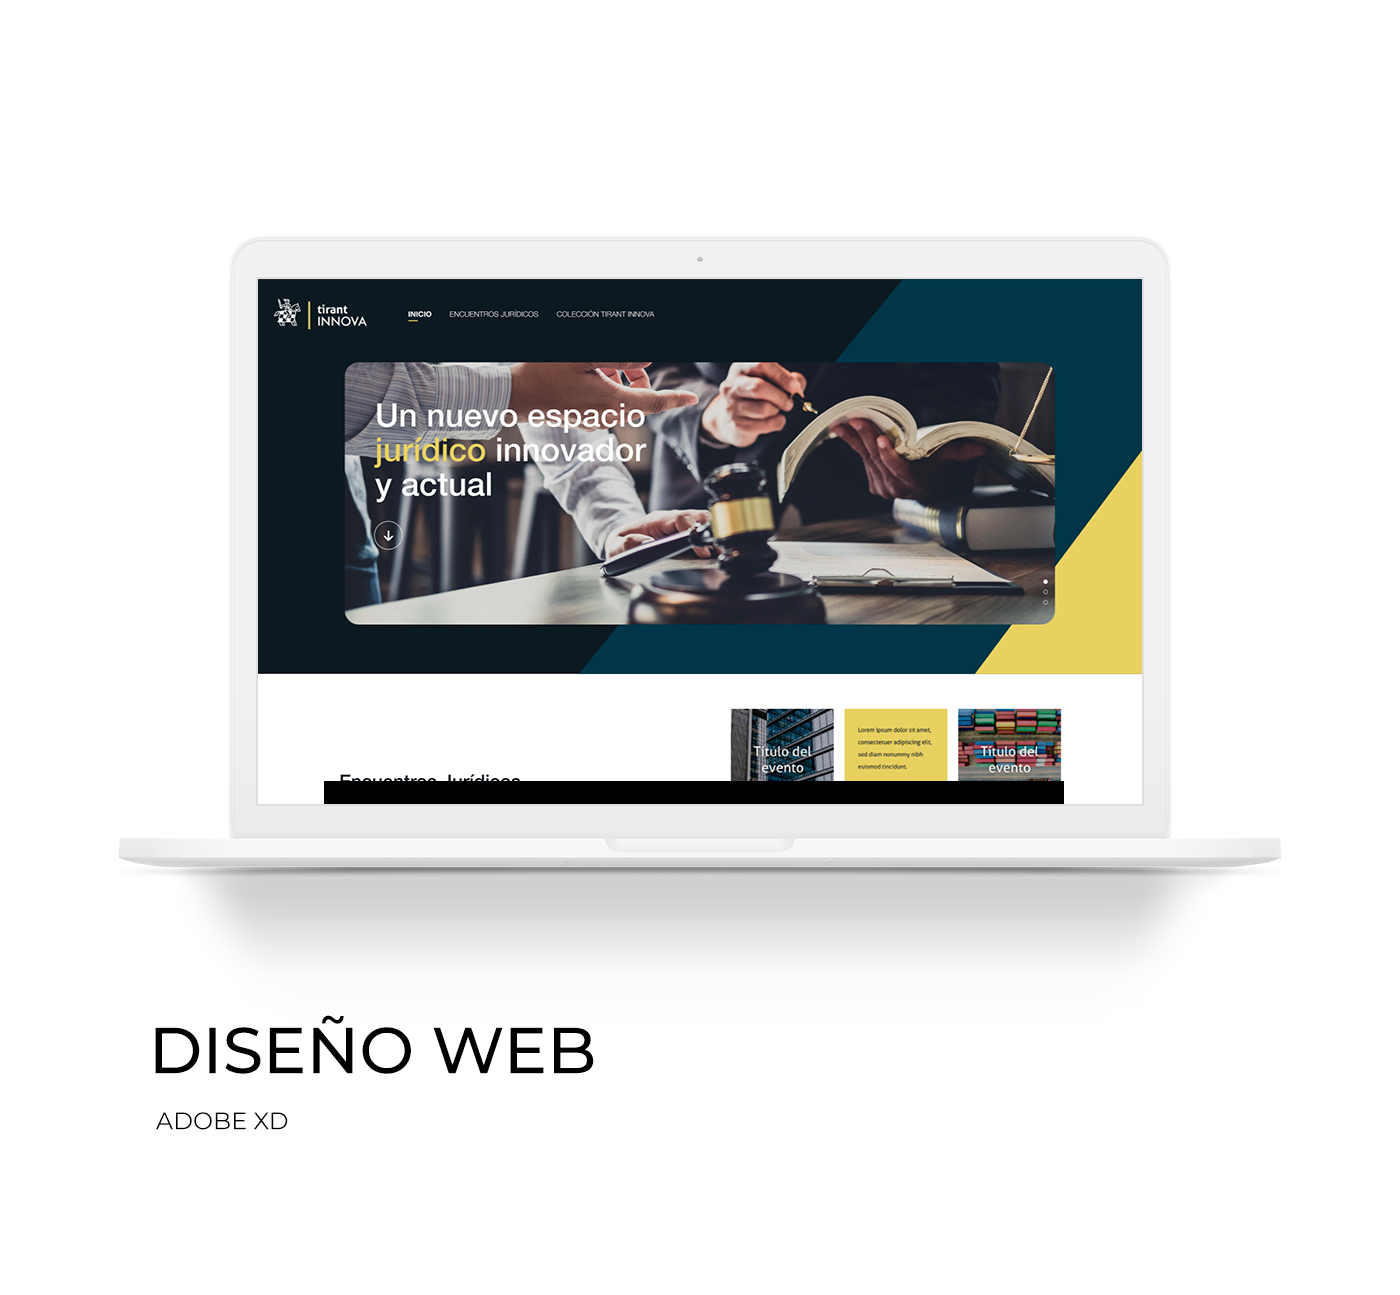 tirant
INNOVA
INICIO ENCUENTROS JURÍDICOS COLECCIÓN TIRANT INNOVA
Un nuevo espacio
jurídico innovador
y actual
Encuentros Jurídicos
Título del
evento
Lorem ipsum dolor sit amet,
consectetuer adipiscing elit,
sed diam nonummy nibh
euismod tincidunt.
Título del
evento
DISEÑO WEB
ADOBE XD